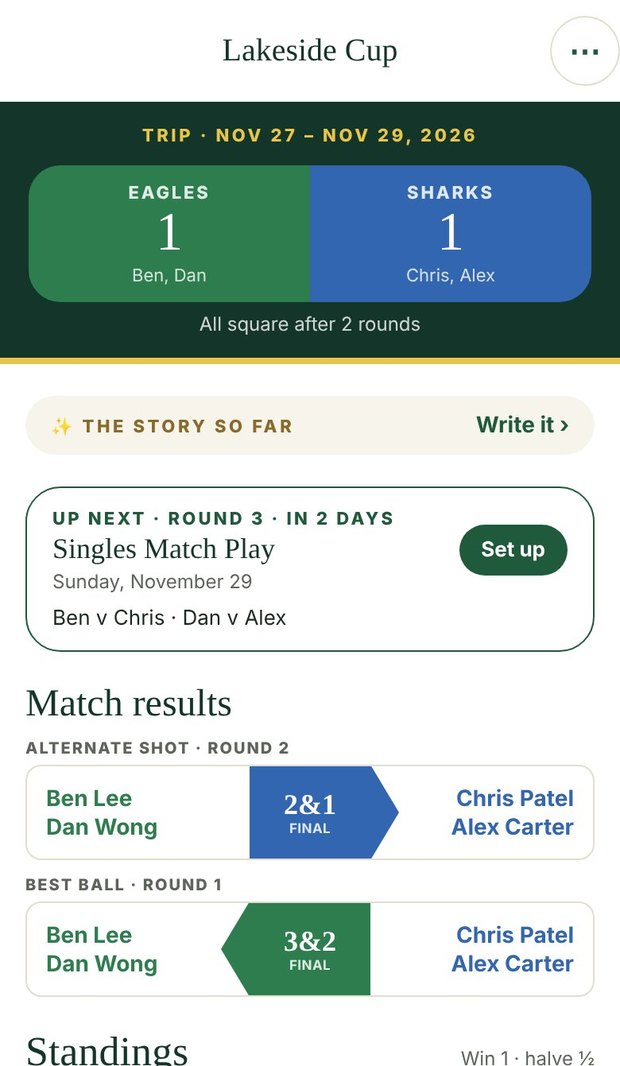 Lakeside Cup
...
TRIP · NOV 27 – NOV 29, 2026
EAGLES
1
Ben, Dan
SHARKS
1
Chris, Alex
All square after 2 rounds
✨ THE STORY SO FAR
Write it ›
UP NEXT · ROUND 3 · IN 2 DAYS
Singles Match Play
Sunday, November 29
Ben v Chris · Dan v Alex
Set up
Match results
ALTERNATE SHOT · ROUND 2
Ben Lee
Dan Wong
2&1
FINAL
Chris Patel
Alex Carter
BEST BALL · ROUND 1
Ben Lee
Dan Wong
3&2
FINAL
Chris Patel
Alex Carter
Standings
Win 1 · halve ½